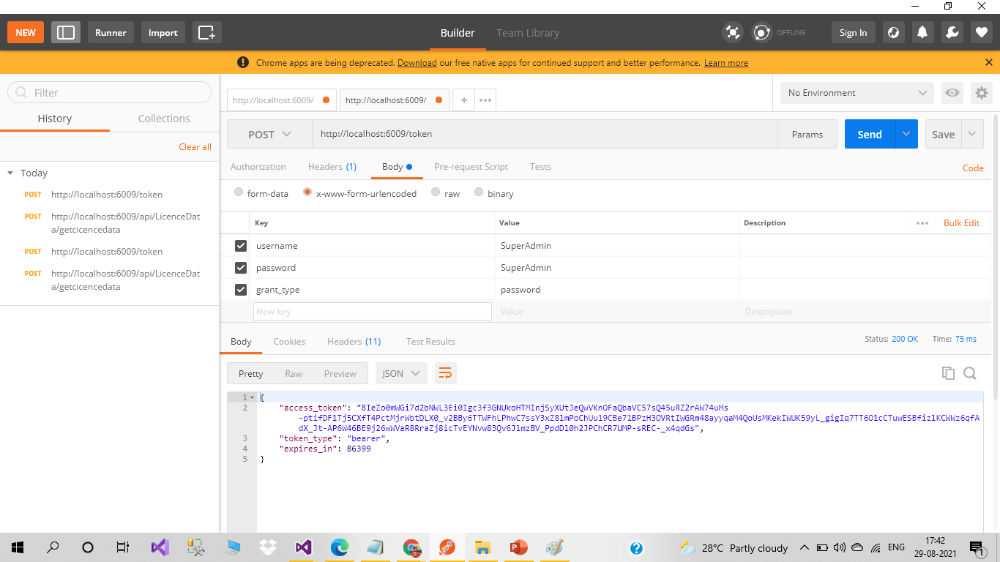 NEW
Runner
Import
Builder
Team Library
OFFLINE
Sign In
Chrome apps are being deprecated. Download our free native apps for continued support and better performance. Learn more
Filter
History
Collections
Clear all
Today
POST http://localhost:6009/token
POST http://localhost:6009/api/LicenceDat
a/getcicencedata
POST http://localhost:6009/token
POST http://localhost:6009/api/LicenceDat
a/getcicencedata
http://localhost:6009/
http://localhost:6009/
No Environment
POST
http://localhost:6009/token
Params
Send
Save
Authorization
Headers (1)
Body
Pre-request Script
Tests
Code
form-data
x-www-form-urlencoded
raw
binary
Key Value Description
Bulk Edit
username SuperAdmin
password SuperAdmin
grant_type password
New key Value Description
Body
Cookies
Headers (11)
Test Results
Status: 200 OK Time: 75 ms
Pretty
Raw
Preview
JSON
1 {
2 "access_token": "8IeZo0mWGi7d2bNWL3Ei0Igc3f3GNUkoHTMInjSyXUtJeQwVKnOFaQbaVC57sQ45uRZ2rAW74uMs
-ptifDF1Tj5CXfT4PctMjrWbtDLX0_v2BBy6TTWFhLPhwC7ssY3xZ8lmPoChUu19CBe71BPzH3OVRtIWGRm48ayyqaM4QoUsMKekIWUK59yL_gigIq7TT6O1cCTuwESBfizlKCWWz6qfA
dX_Jt-AP6W46BE9j26wWVaR8RraZj8icTvEYNvw83Qv6JlmzBV_PpdDl0h2JPChCR7UMP-sREC-_x4qdGs",
3 "token_type": "bearer",
4 "expires_in": 86399
5 }
28°C Partly cloudy
ENG
17:42
29-08-2021
1